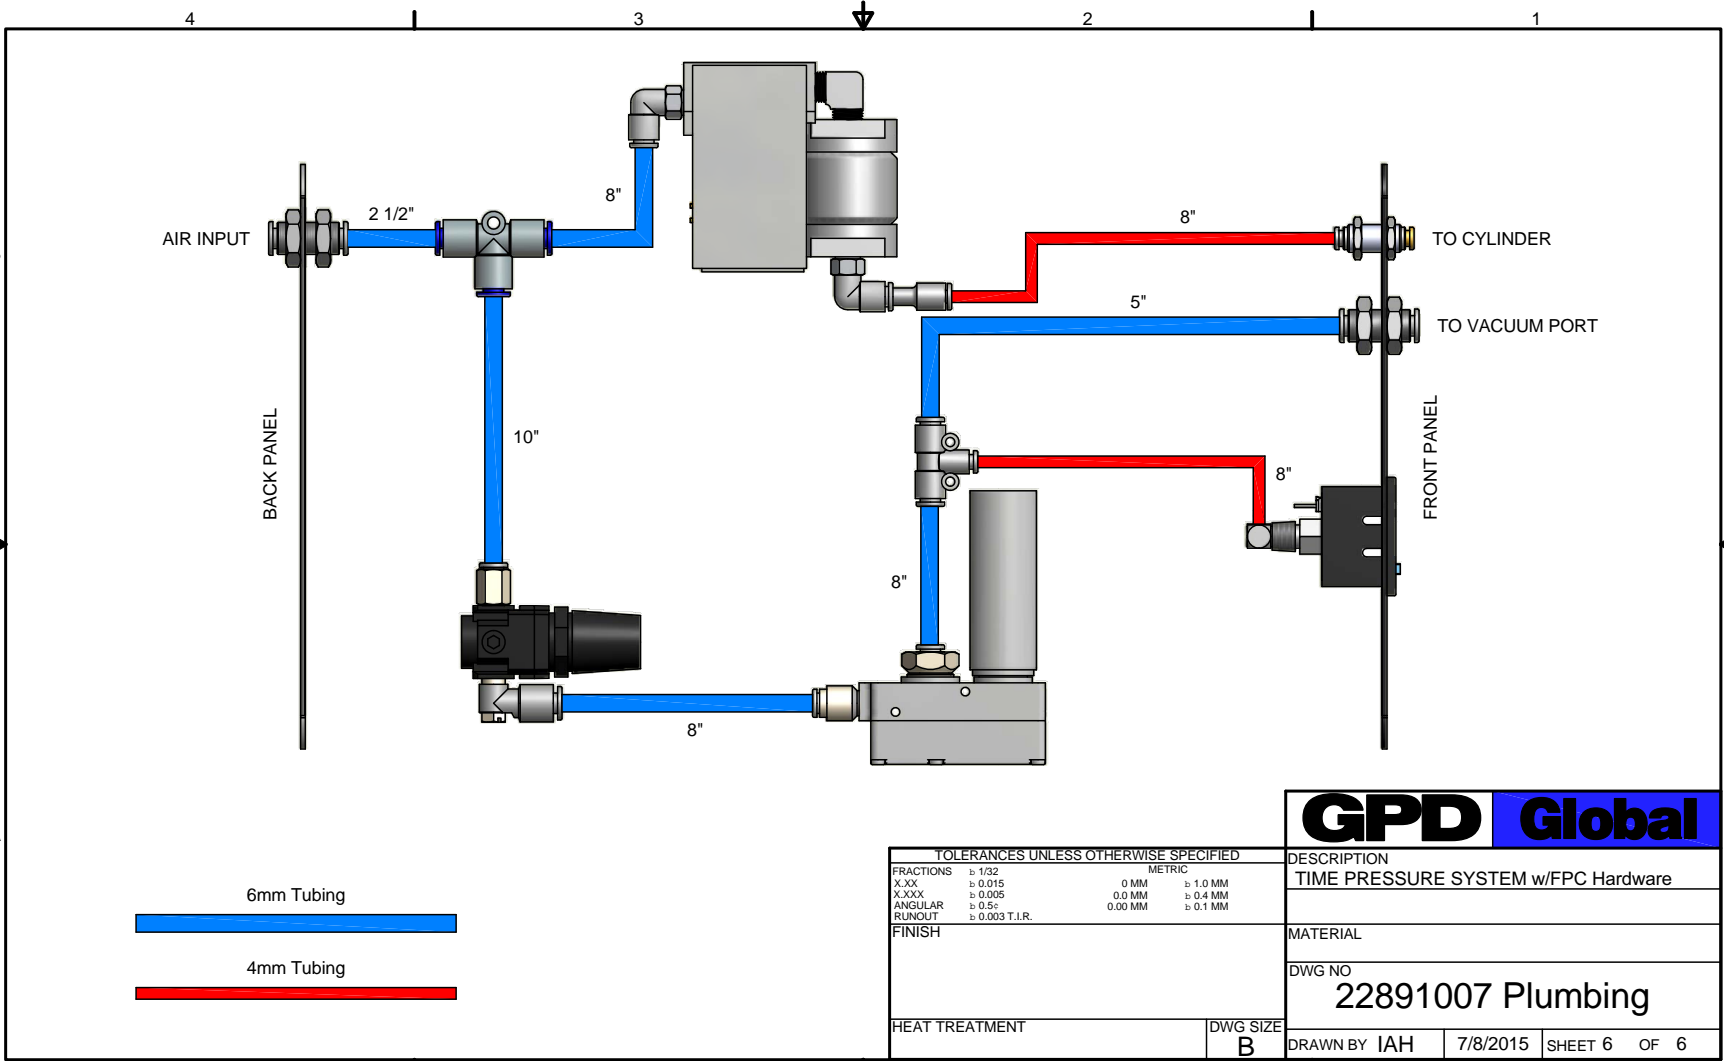 4 3 2 1
8"
2 1/2"
8"
AIR INPUT
TO CYLINDER
5"
TO VACUUM PORT
BACK PANEL
10"
FRONT PANEL
8"
8"
8"
GPD Global
TOLERANCES UNLESS OTHERWISE SPECIFIED
FRACTIONS ь 1/32 METRIC
X.XX ь 0.015 0 MM ь 1.0 MM
X.XXX ь 0.005 0.0 MM ь 0.4 MM
ANGULAR ь 0.5¢ 0.00 MM ь 0.1 MM
RUNOUT ь 0.003 T.I.R.
DESCRIPTION
TIME PRESSURE SYSTEM w/FPC Hardware
6mm Tubing
FINISH
MATERIAL
4mm Tubing
DWG NO
22891007 Plumbing
HEAT TREATMENT
DWG SIZE
B
DRAWN BY IAH 7/8/2015 SHEET 6 OF 6